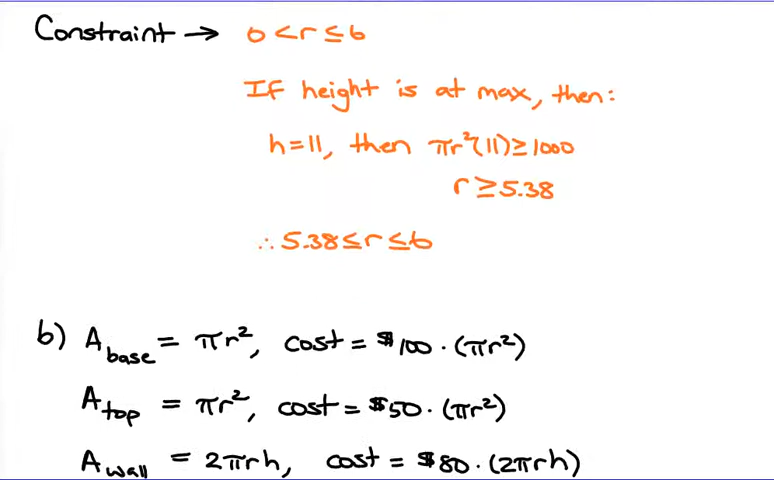 Constraint → 0 < r ≤ 6
If height is at max, then:
h = 11, then πr²(11) ≥ 1000
r ≥ 5.38
∴ 5.38 ≤ r ≤ 6
b) A_base = πr², cost = $100 · (πr²)
A_top = πr², cost = $50 · (πr²)
A_wall = 2πrh, cost = $80 · (2πrh)